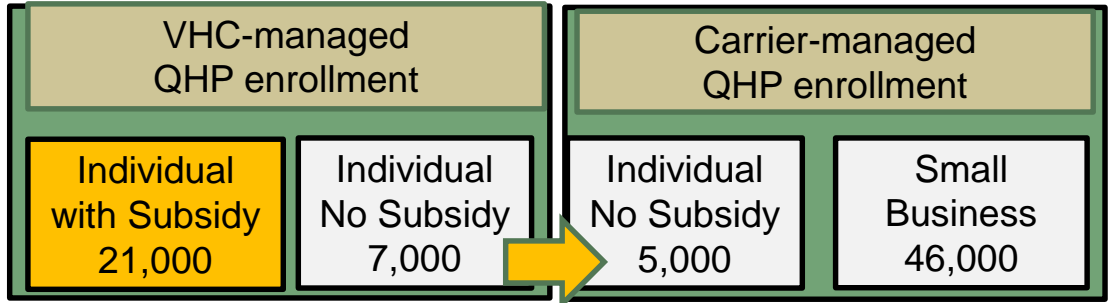 VHC-managed
QHP enrollment
Carrier-managed
QHP enrollment
Individual
with Subsidy
21,000
Individual
No Subsidy
7,000
Individual
No Subsidy
5,000
Small
Business
46,000